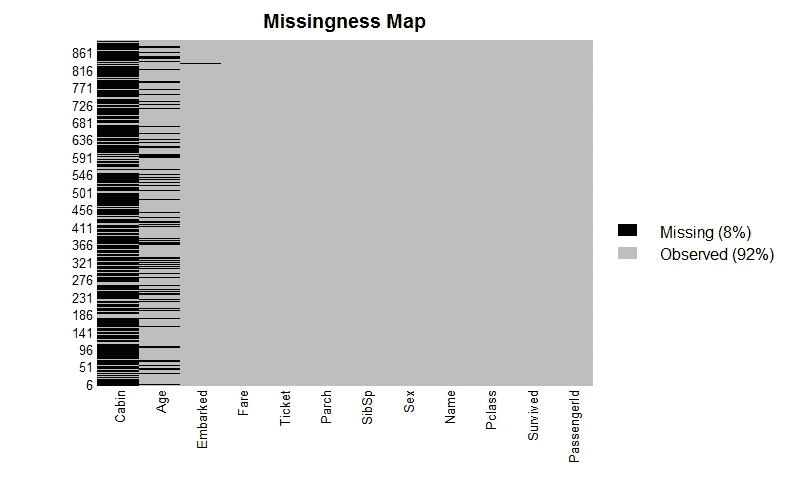 Missingness Map
861
816
771
726
681
636
591
546
501
456
411
366
321
276
231
186
141
96
51
6
Missing (8%)
Observed (92%)
Cabin
Age
Embarked
Fare
Ticket
Parch
SibSp
Sex
Name
Pclass
Survived
PassengerId